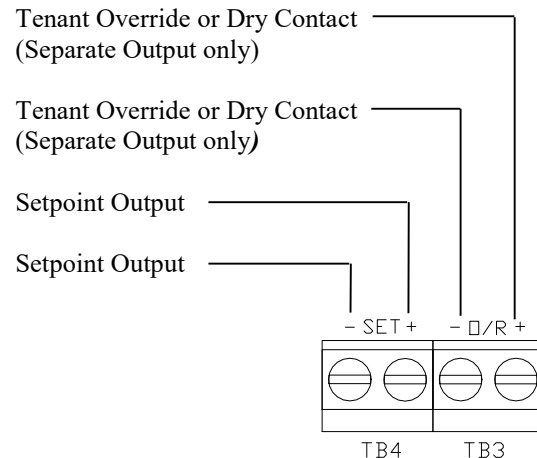 Tenant Override or Dry Contact
(Separate Output only)
Tenant Override or Dry Contact
(Separate Output only)
Setpoint Output
Setpoint Output
- SET + - O/R +
TB4 TB3